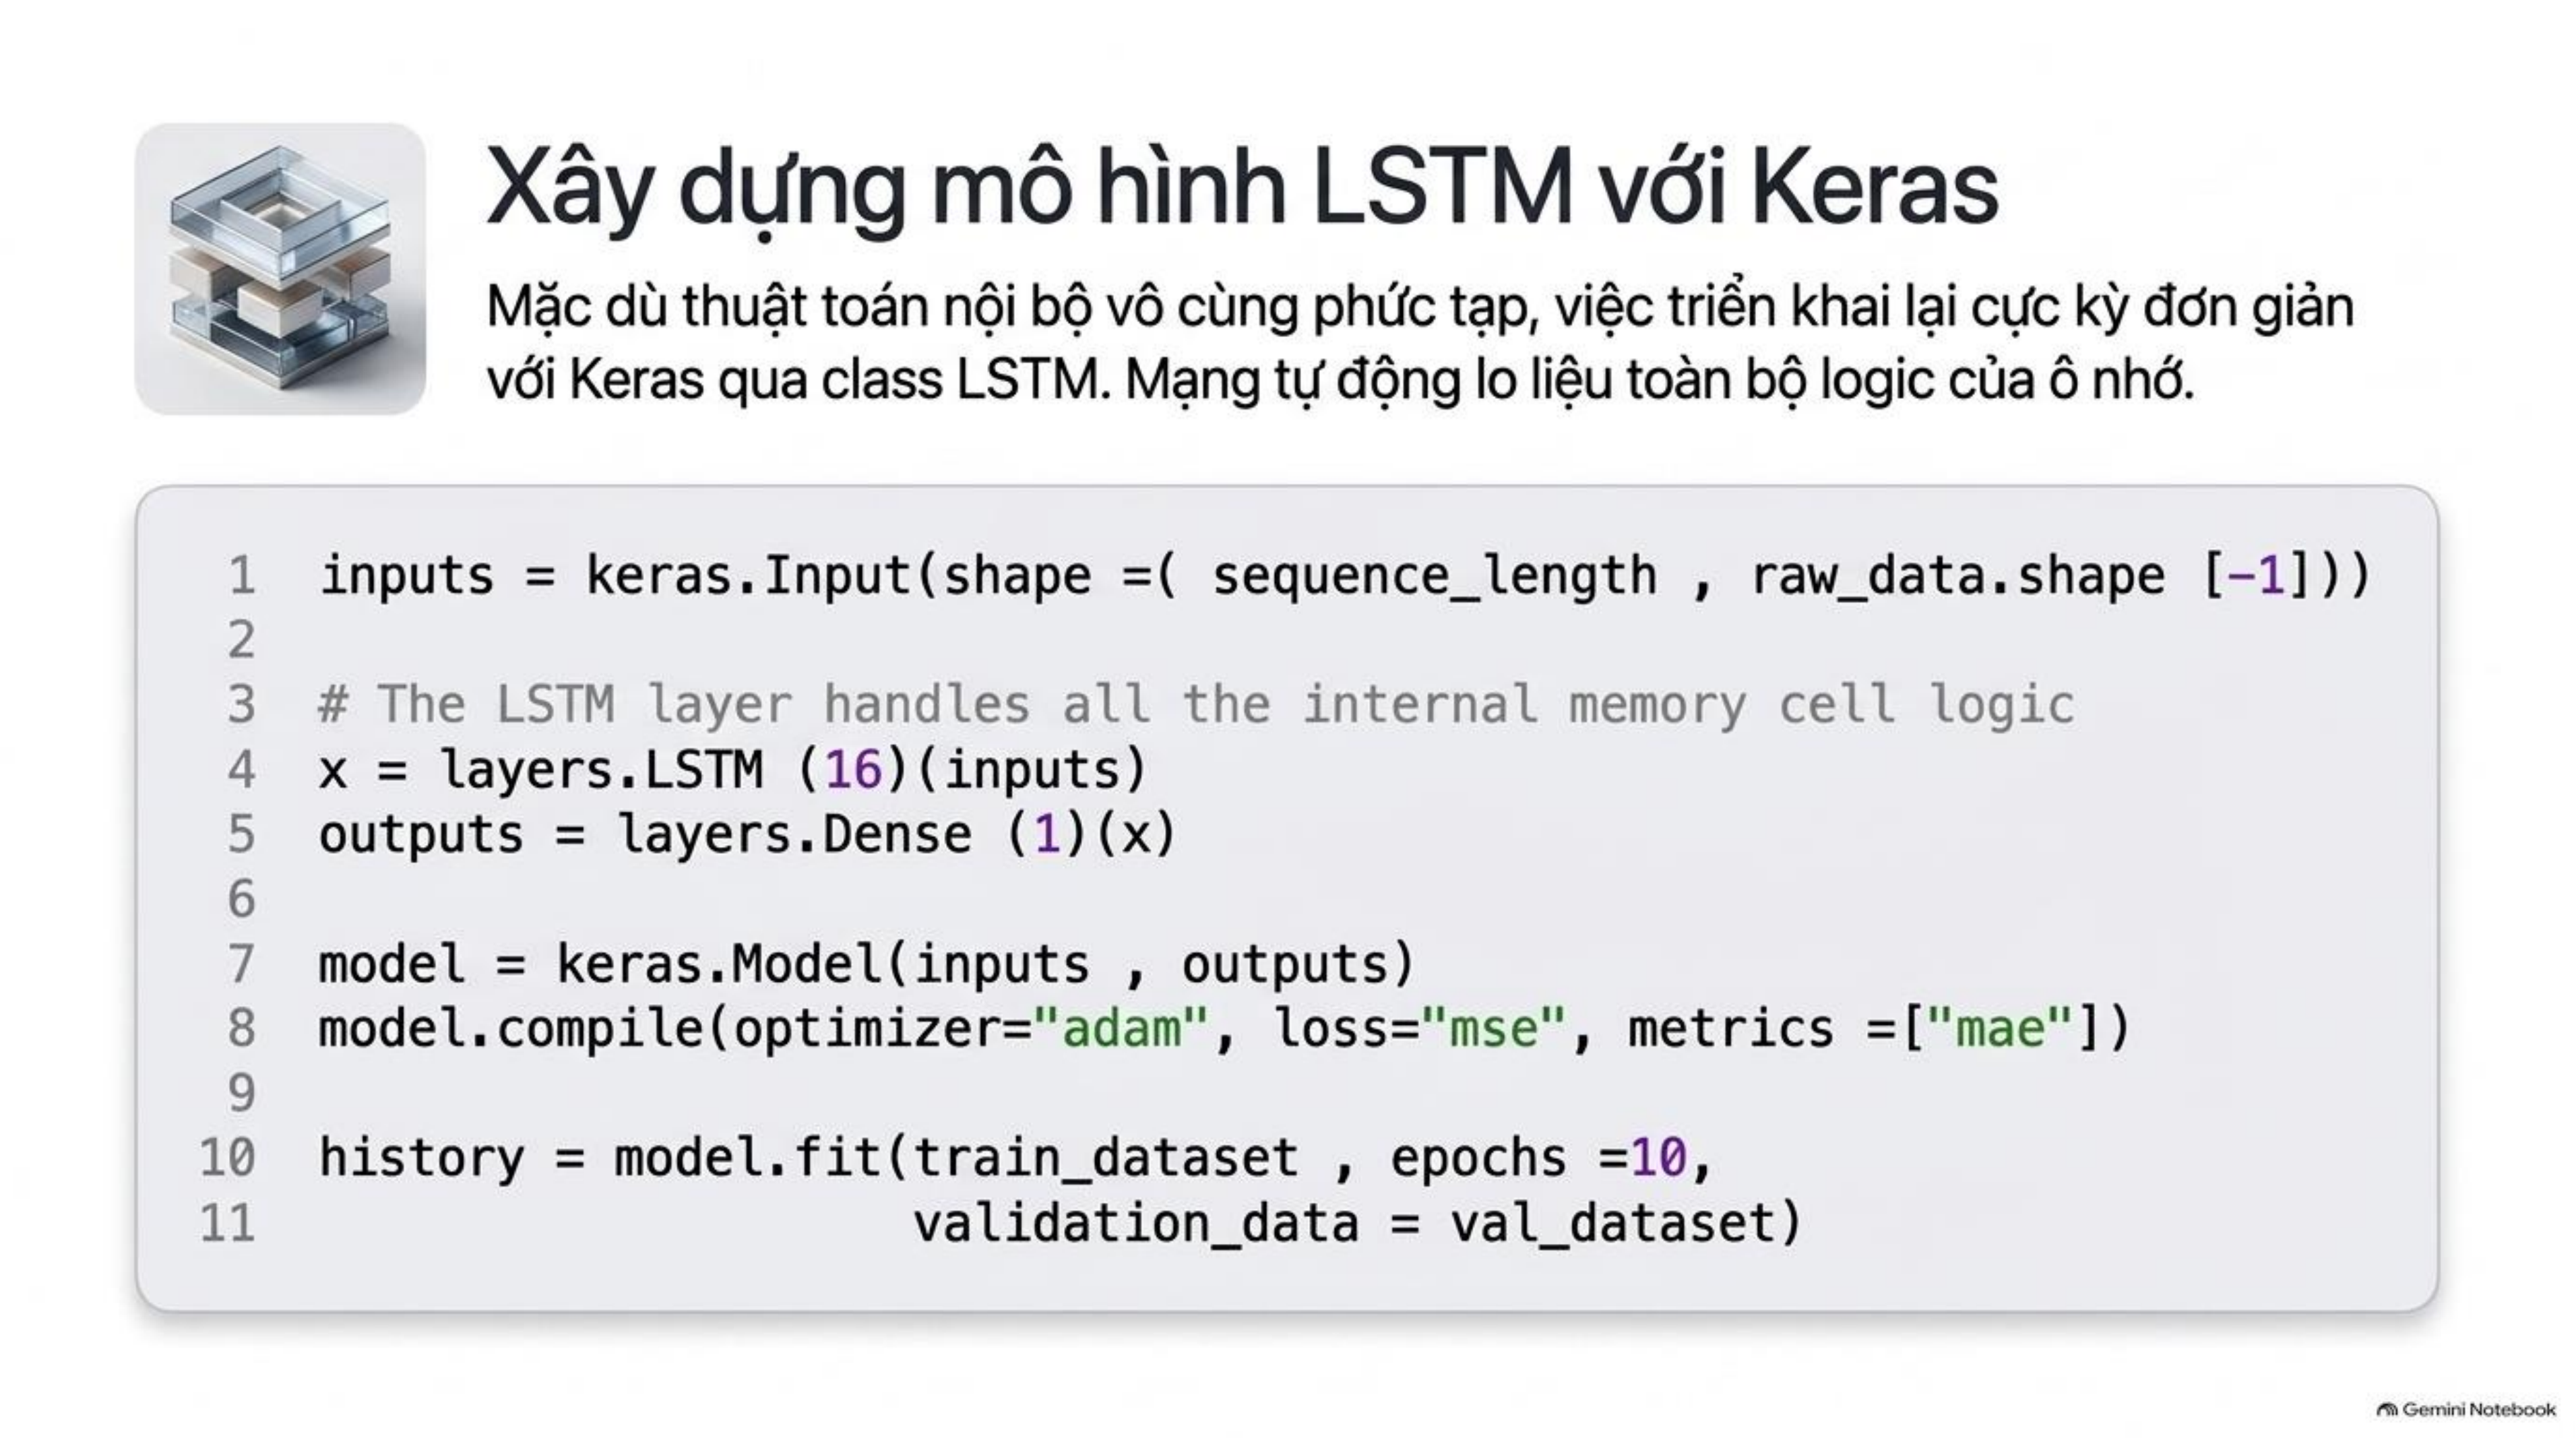 Xây dựng mô hình LSTM với Keras
Mặc dù thuật toán nội bộ vô cùng phức tạp, việc triển khai lại cực kỳ đơn giản
với Keras qua class LSTM. Mạng tự động lo liệu toàn bộ logic của ô nhớ.
1 inputs = keras.Input(shape =( sequence_length , raw_data.shape [-1]))
2
3 # The LSTM layer handles all the internal memory cell logic
4 x = layers.LSTM (16)(inputs)
5 outputs = layers.Dense (1)(x)
6
7 model = keras.Model(inputs , outputs)
8 model.compile(optimizer="adam", loss="mse", metrics =["mae"])
9
10 history = model.fit(train_dataset , epochs =10,
11 validation_data = val_dataset)
Gemini Notebook